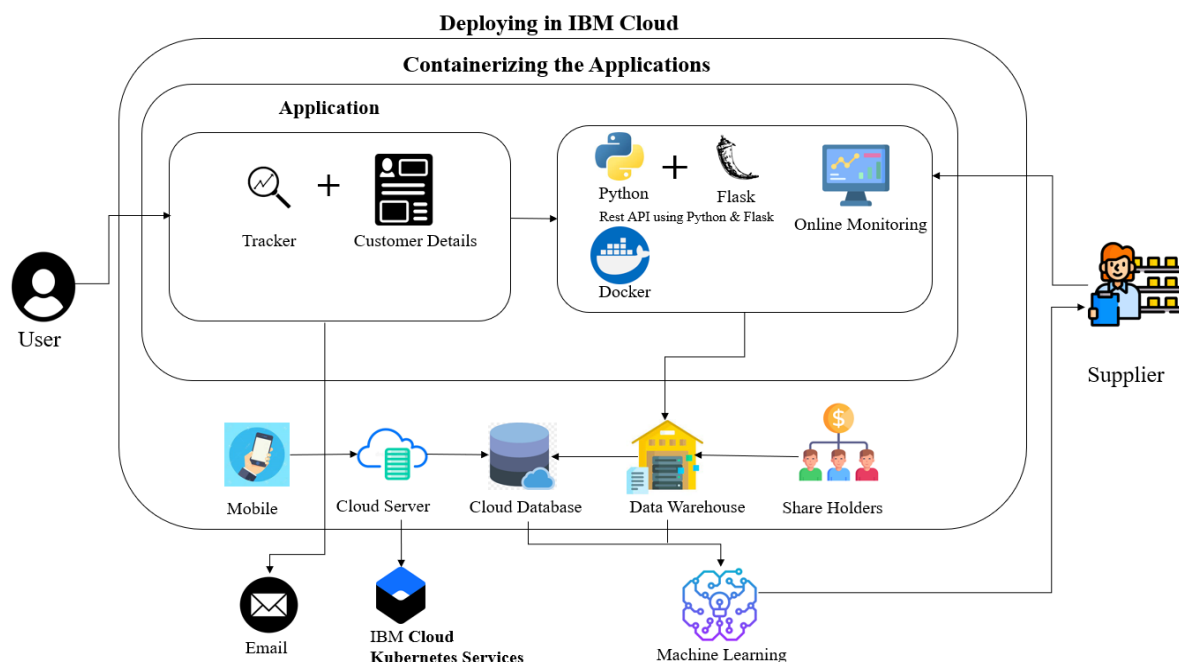 Deploying in IBM Cloud
Containerizing the Applications
Application
Python
Flask
Tracker
Customer Details
Rest API using Python & Flask
Online Monitoring
Docker
User
Supplier
Mobile
Cloud Server
Cloud Database
Data Warehouse
Share Holders
Email
IBM Cloud
Kubernetes Services
Machine Learning